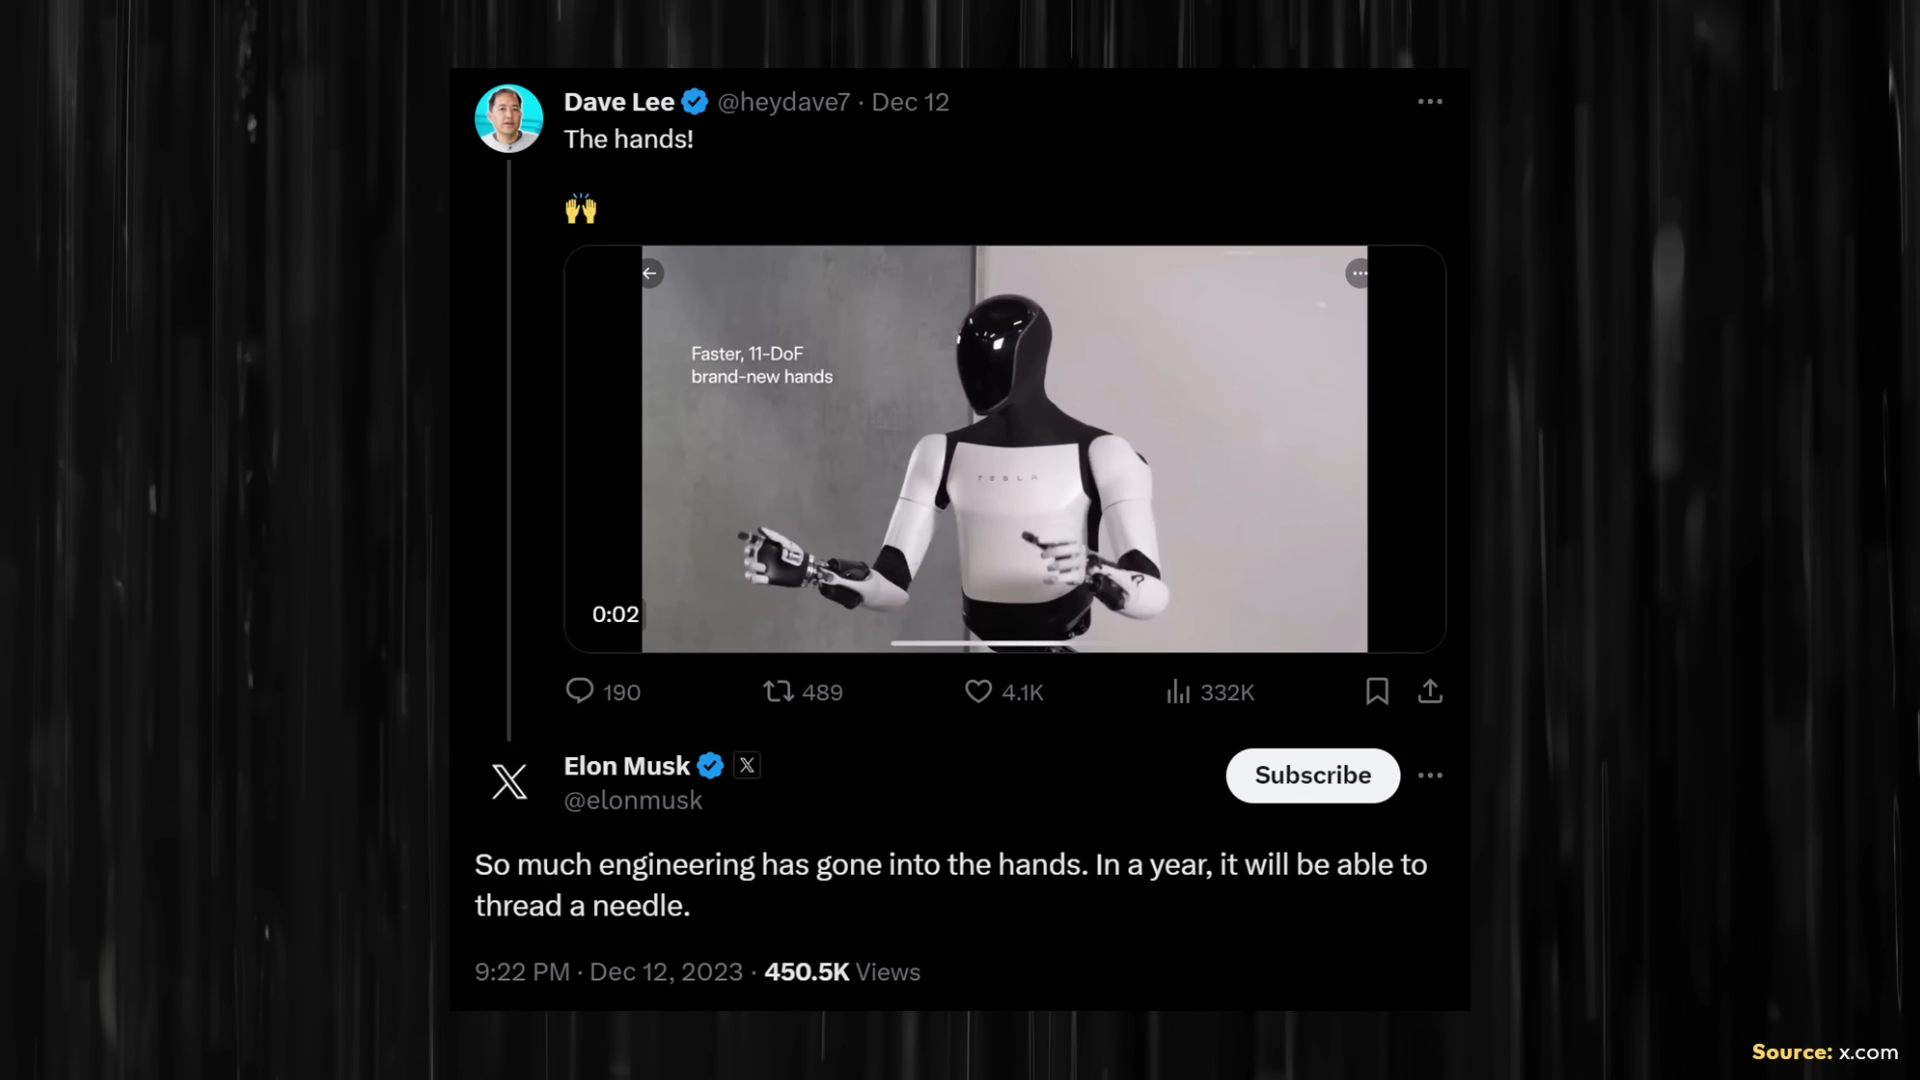 Dave Lee @heydave7 · Dec 12
The hands!
🙌
Faster, 11-DoF
brand-new hands
TESLA
0:02
190 489 4.1K 332K
Elon Musk
@elonmusk
Subscribe
So much engineering has gone into the hands. In a year, it will be able to
thread a needle.
9:22 PM · Dec 12, 2023 · 450.5K Views
Source: x.com